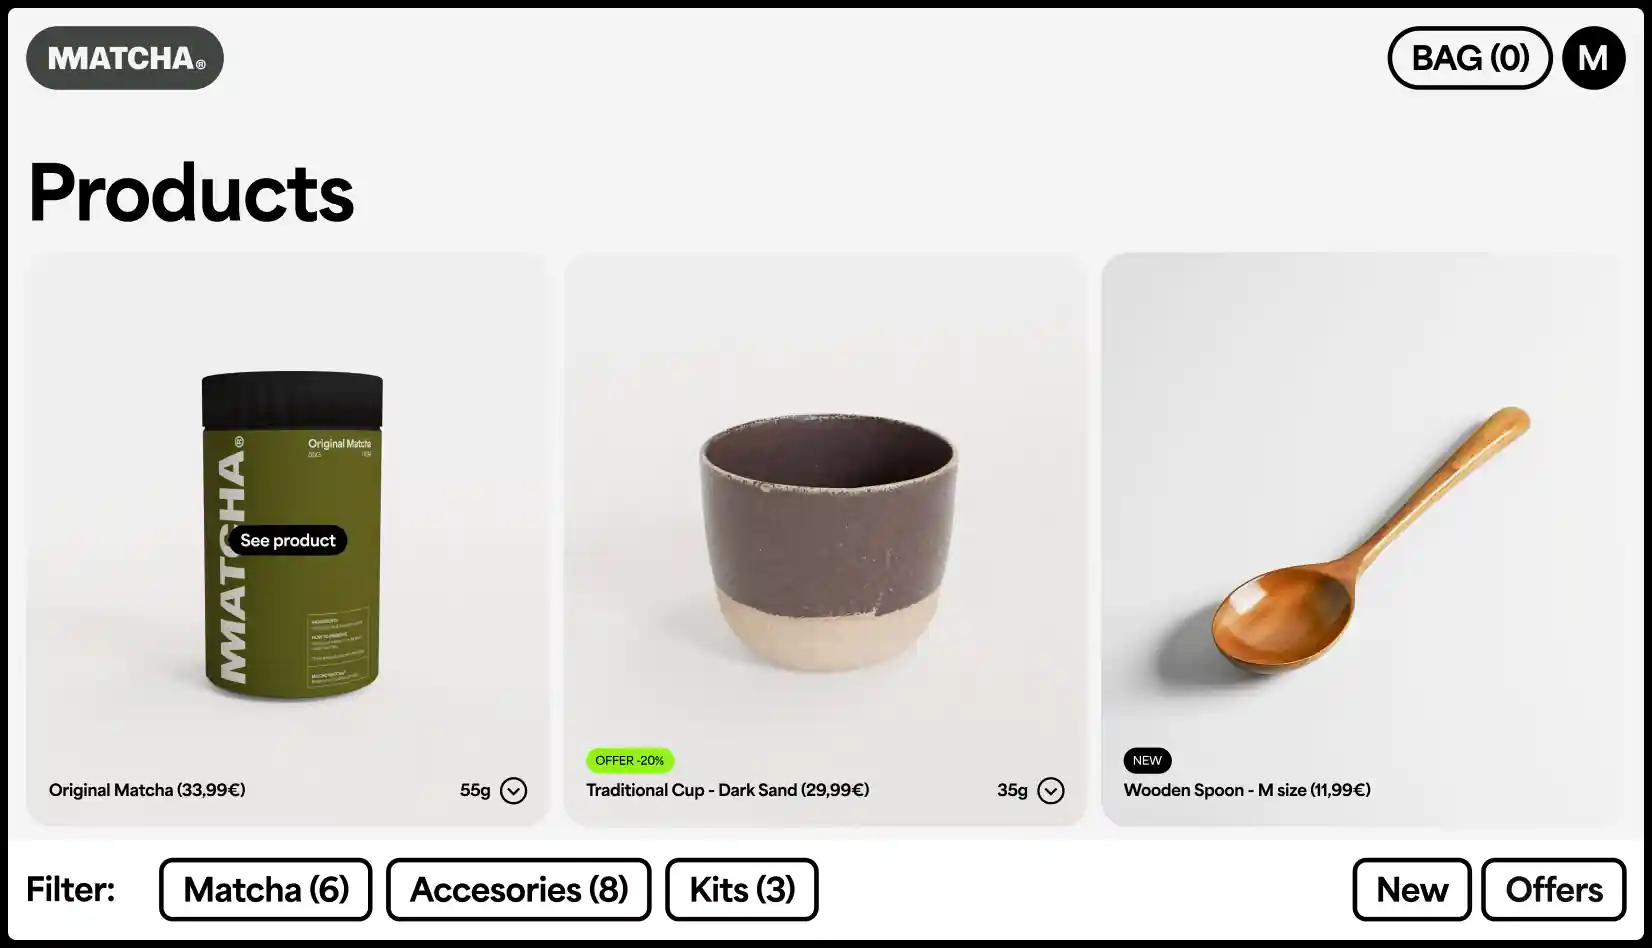 MATCHA®
BAG (0)
M
Products
MATCHA®
Original Matcha
See product
Original Matcha (33,99€)
55g
OFFER -20%
Traditional Cup - Dark Sand (29,99€)
35g
NEW
Wooden Spoon - M size (11,99€)
Filter:
Matcha (6)
Accesories (8)
Kits (3)
New
Offers